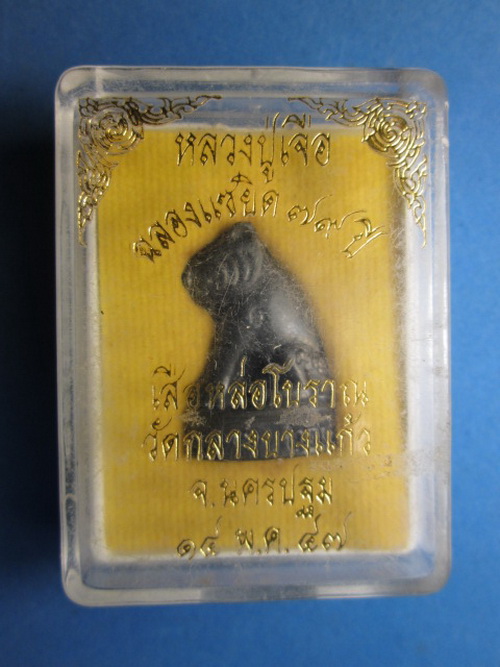 หลวงปู่เจือ
ฉลองแซยิด ๗๙ ปี
เสือหล่อโบราณ
วัดกลางบางแก้ว
จ.นครปฐม
๑๔ พ.ค. ๔๗